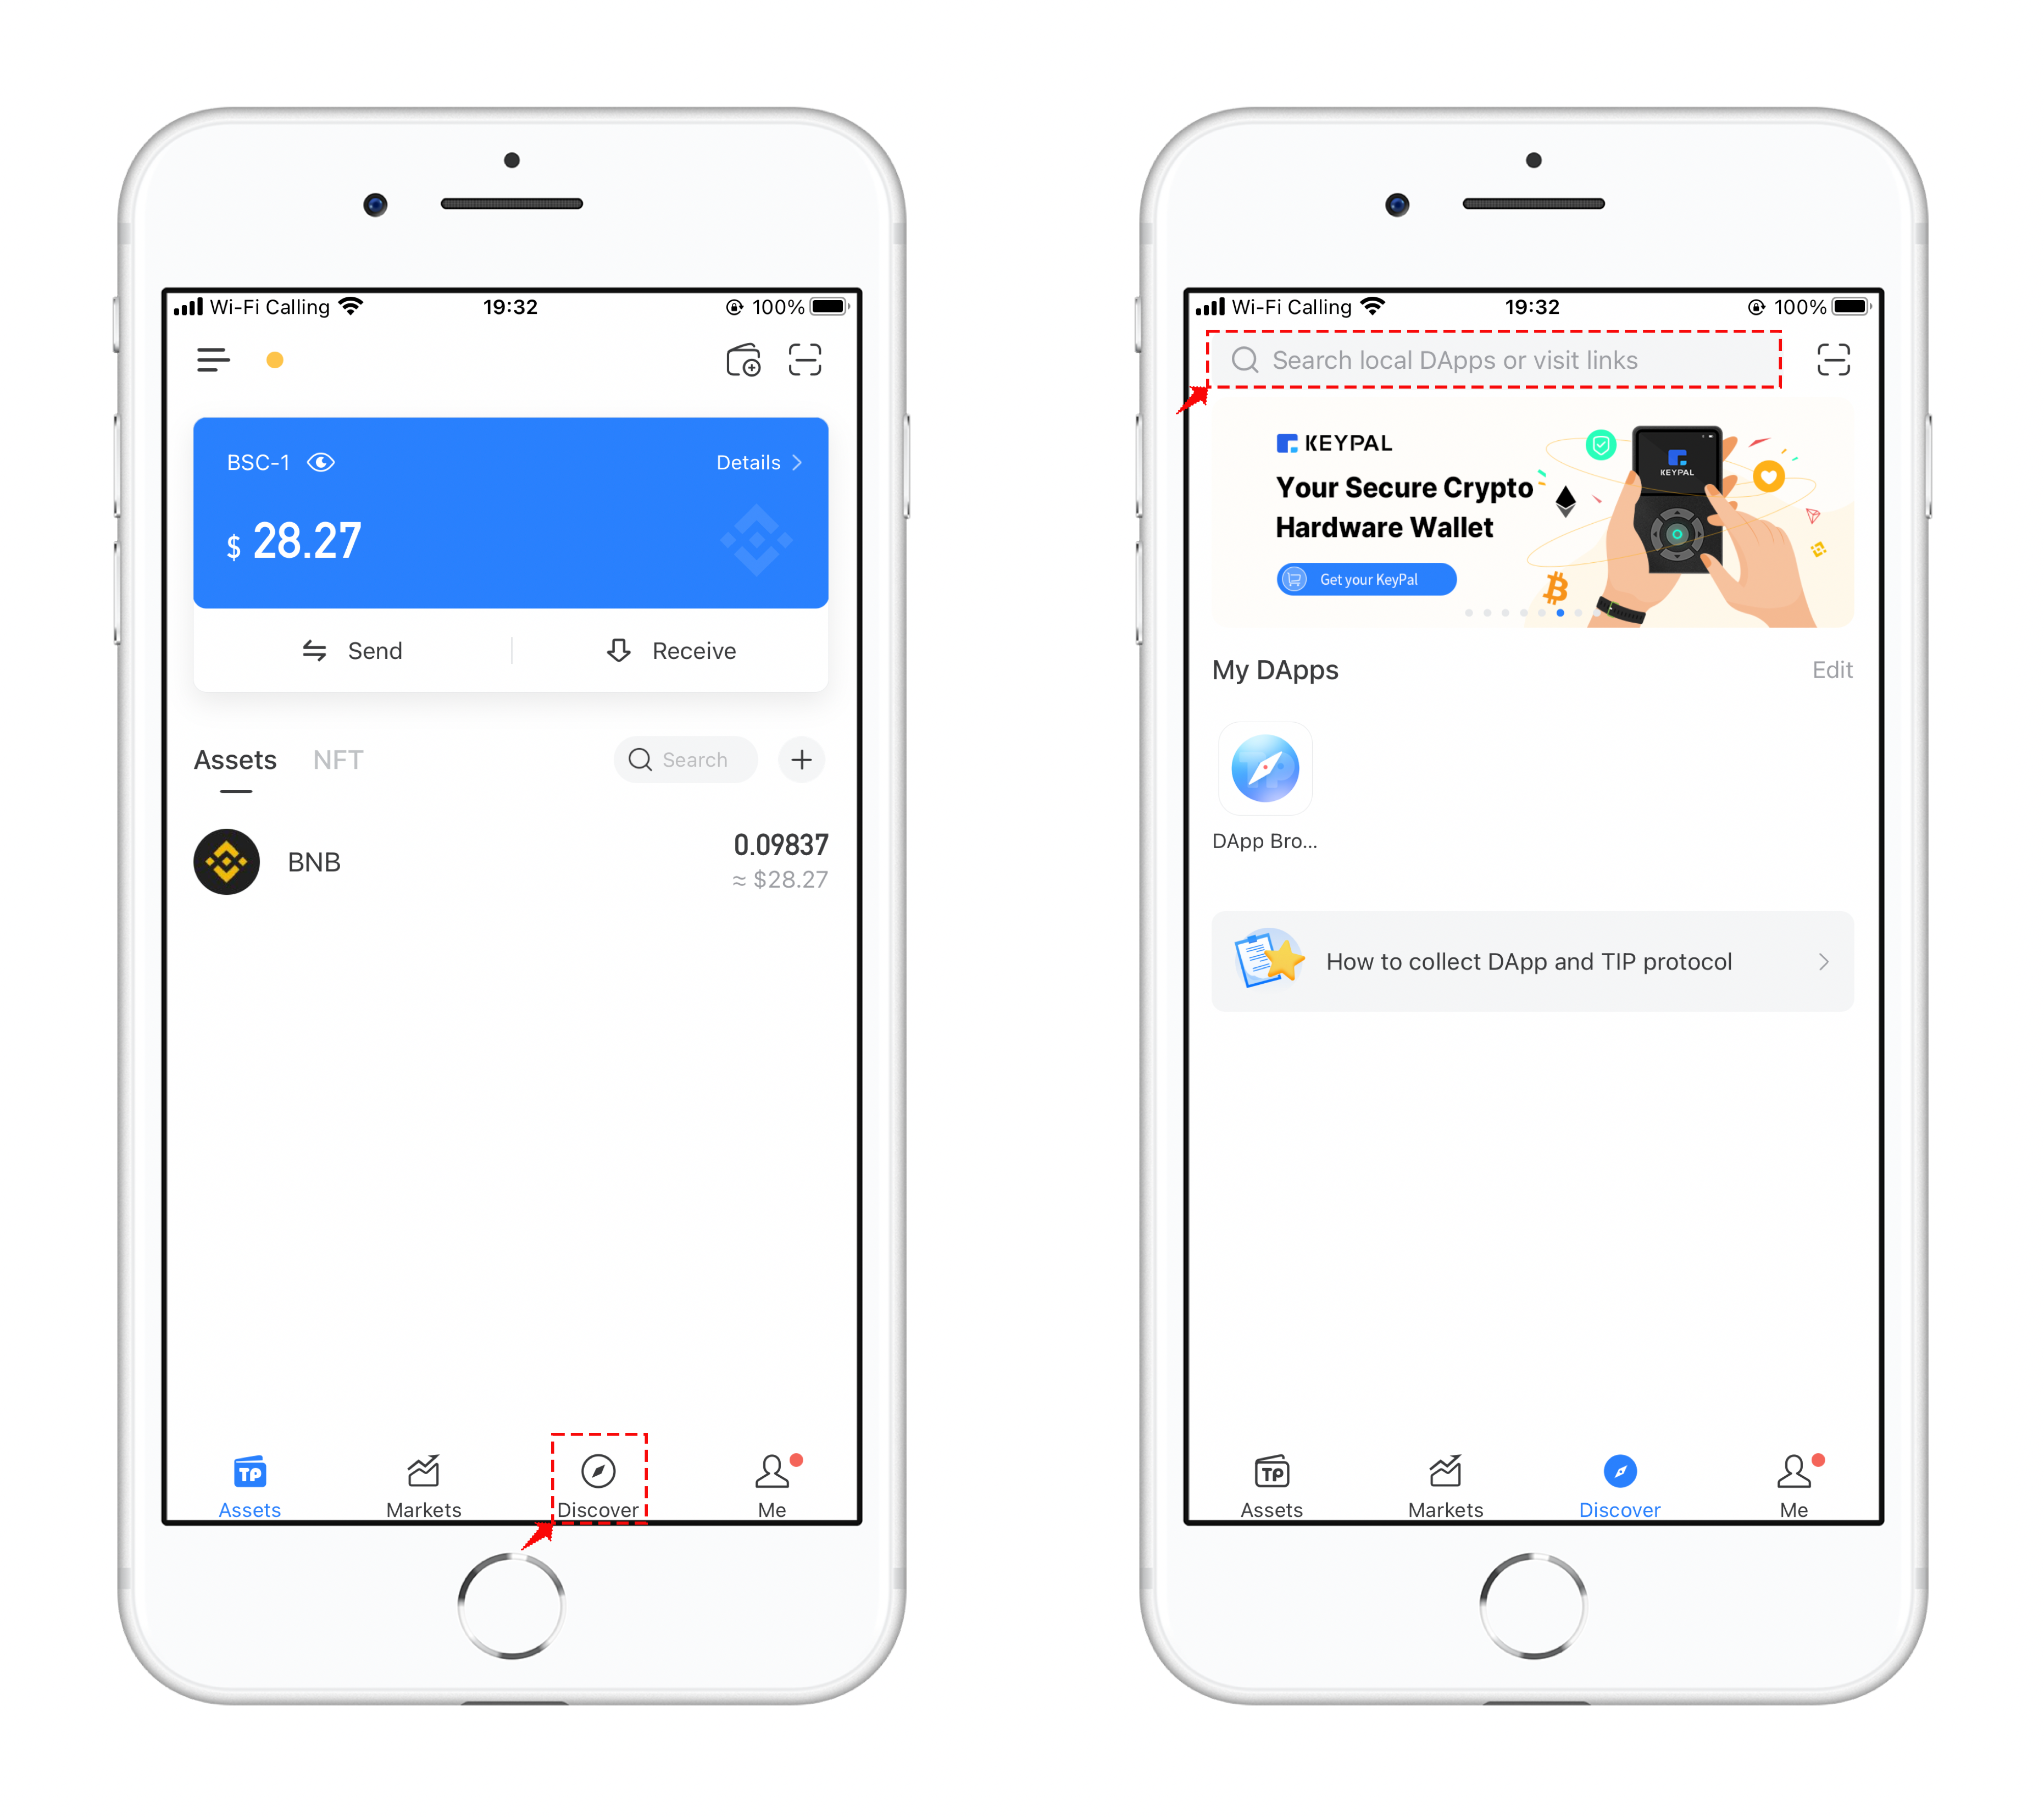 Wi-Fi Calling 19:32 100%
BSC-1 Details
$ 28.27
Send Receive
Assets NFT Search
BNB 0.09837
≈ $28.27
TP
Assets Markets Discover Me
Wi-Fi Calling 19:32 100%
Search local DApps or visit links
KEYPAL
Your Secure Crypto
Hardware Wallet
Get your KeyPal
KEYPAL
My DApps Edit
TP
DApp Bro...
How to collect DApp and TIP protocol
TP
Assets Markets Discover Me